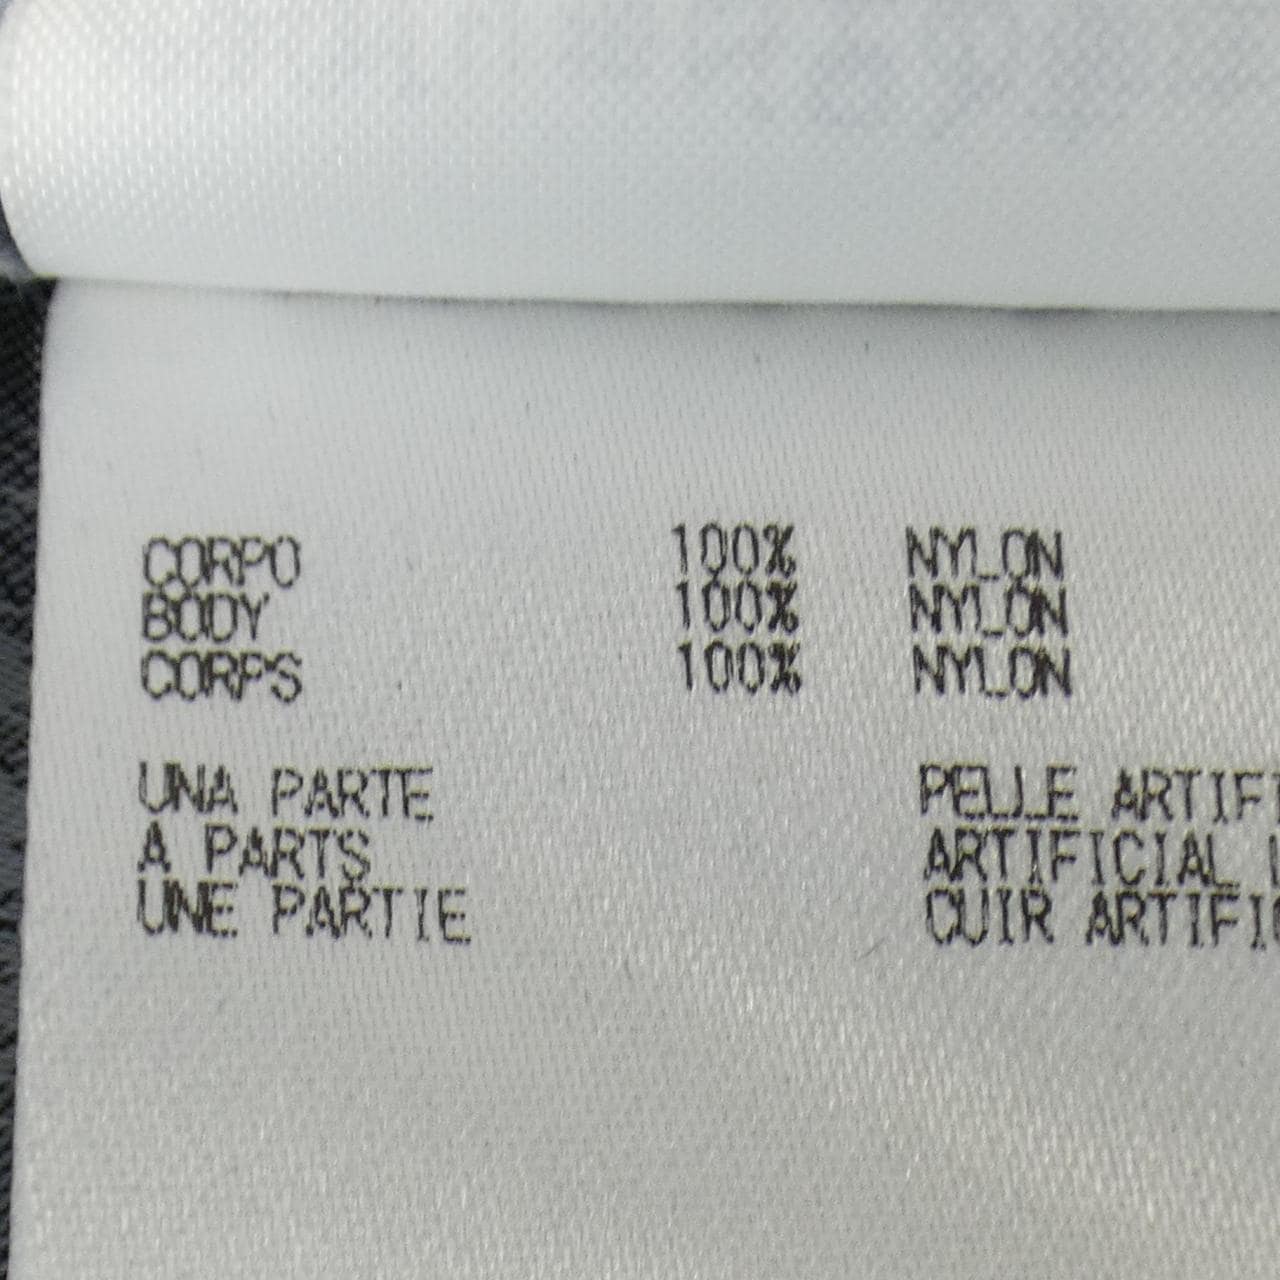 CORPO 100% NYLON
BODY 100% NYLON
CORPS 100% NYLON
UNA PARTE PELLE
A PARTS ARTIFICIAL
UNE PARTIE CUIR